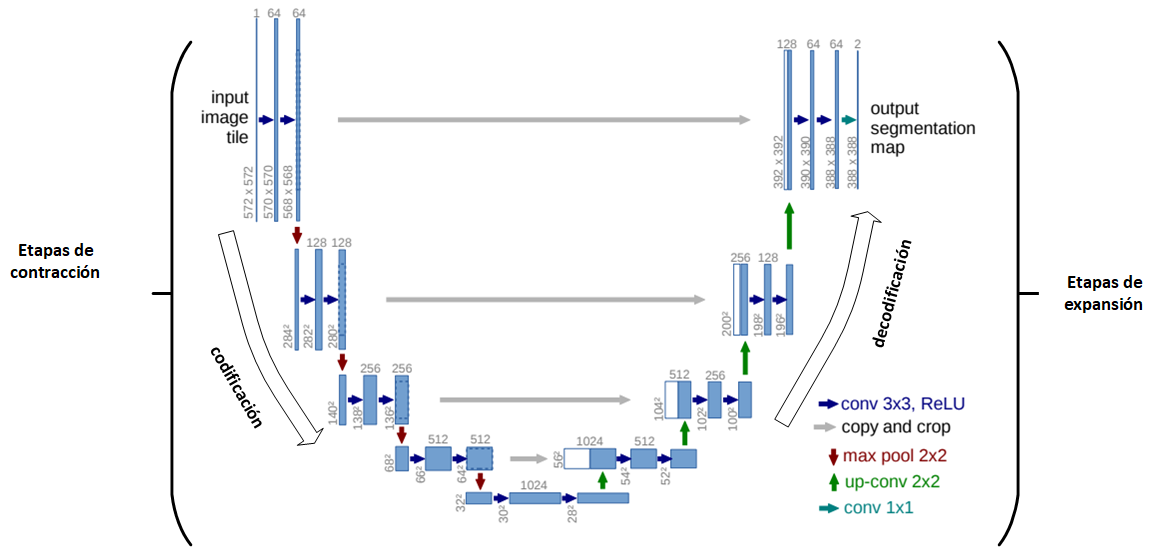 1 64 64
128 64 64 2
input
image
tile
output
segmentation
map
572 x 572
570 x 570
568 x 568
392 x 392
390 x 390
388 x 388
388 x 388
128 128
256 128
284²
282²
280²
200²
198²
196²
Etapas de
contracción
Etapas de
expansión
codificación
decodificación
256 256
512 256
140²
138²
136²
104²
102²
100²
512 512
1024 512
68²
66²
64²
56²
54²
52²
1024
32²
30²
28²
conv 3x3, ReLU
copy and crop
max pool 2x2
up-conv 2x2
conv 1x1